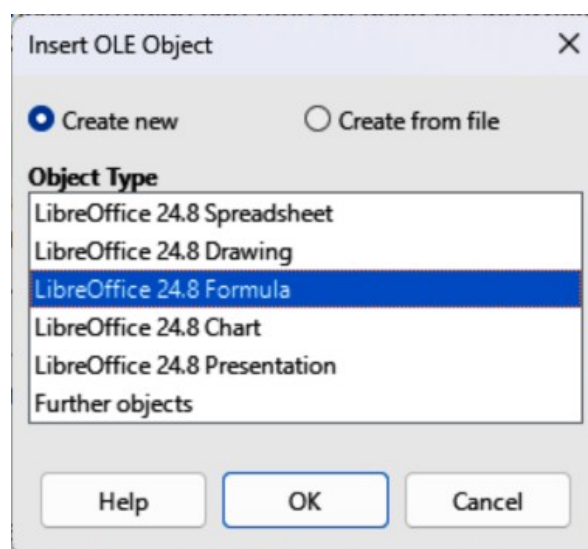 Insert OLE Object
Create new Create from file
Object Type
LibreOffice 24.8 Spreadsheet
LibreOffice 24.8 Drawing
LibreOffice 24.8 Formula
LibreOffice 24.8 Chart
LibreOffice 24.8 Presentation
Further objects
Help OK Cancel